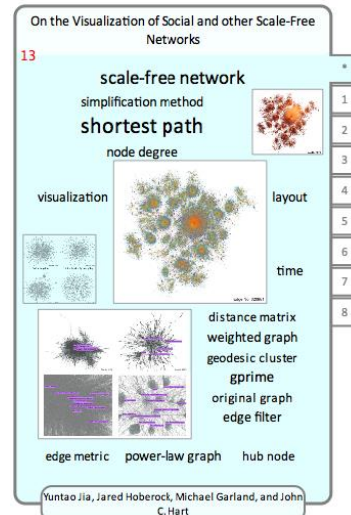 On the Visualization of Social and other Scale-Free
Networks
13
scale-free network
simplification method
shortest path
node degree
visualization
layout
time
distance matrix
weighted graph
geodesic cluster
gprime
original graph
edge filter
edge metric power-law graph hub node
Yuntao Jia, Jared Hoberock, Michael Garland, and John
C. Hart
*
1
2
3
4
5
6
7
8